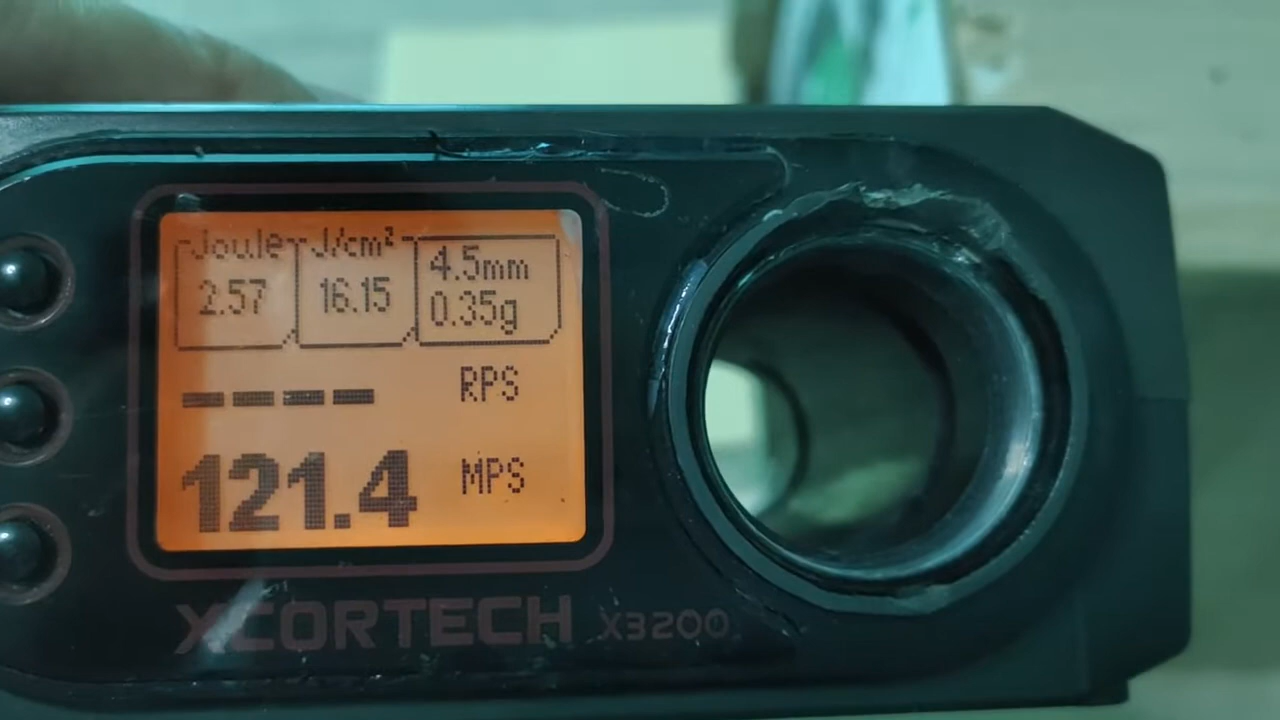 Joule J/cm² 4.5mm
2.57 16.15 0.35g
---- RPS
121.4 MPS
XCORTECH X3200